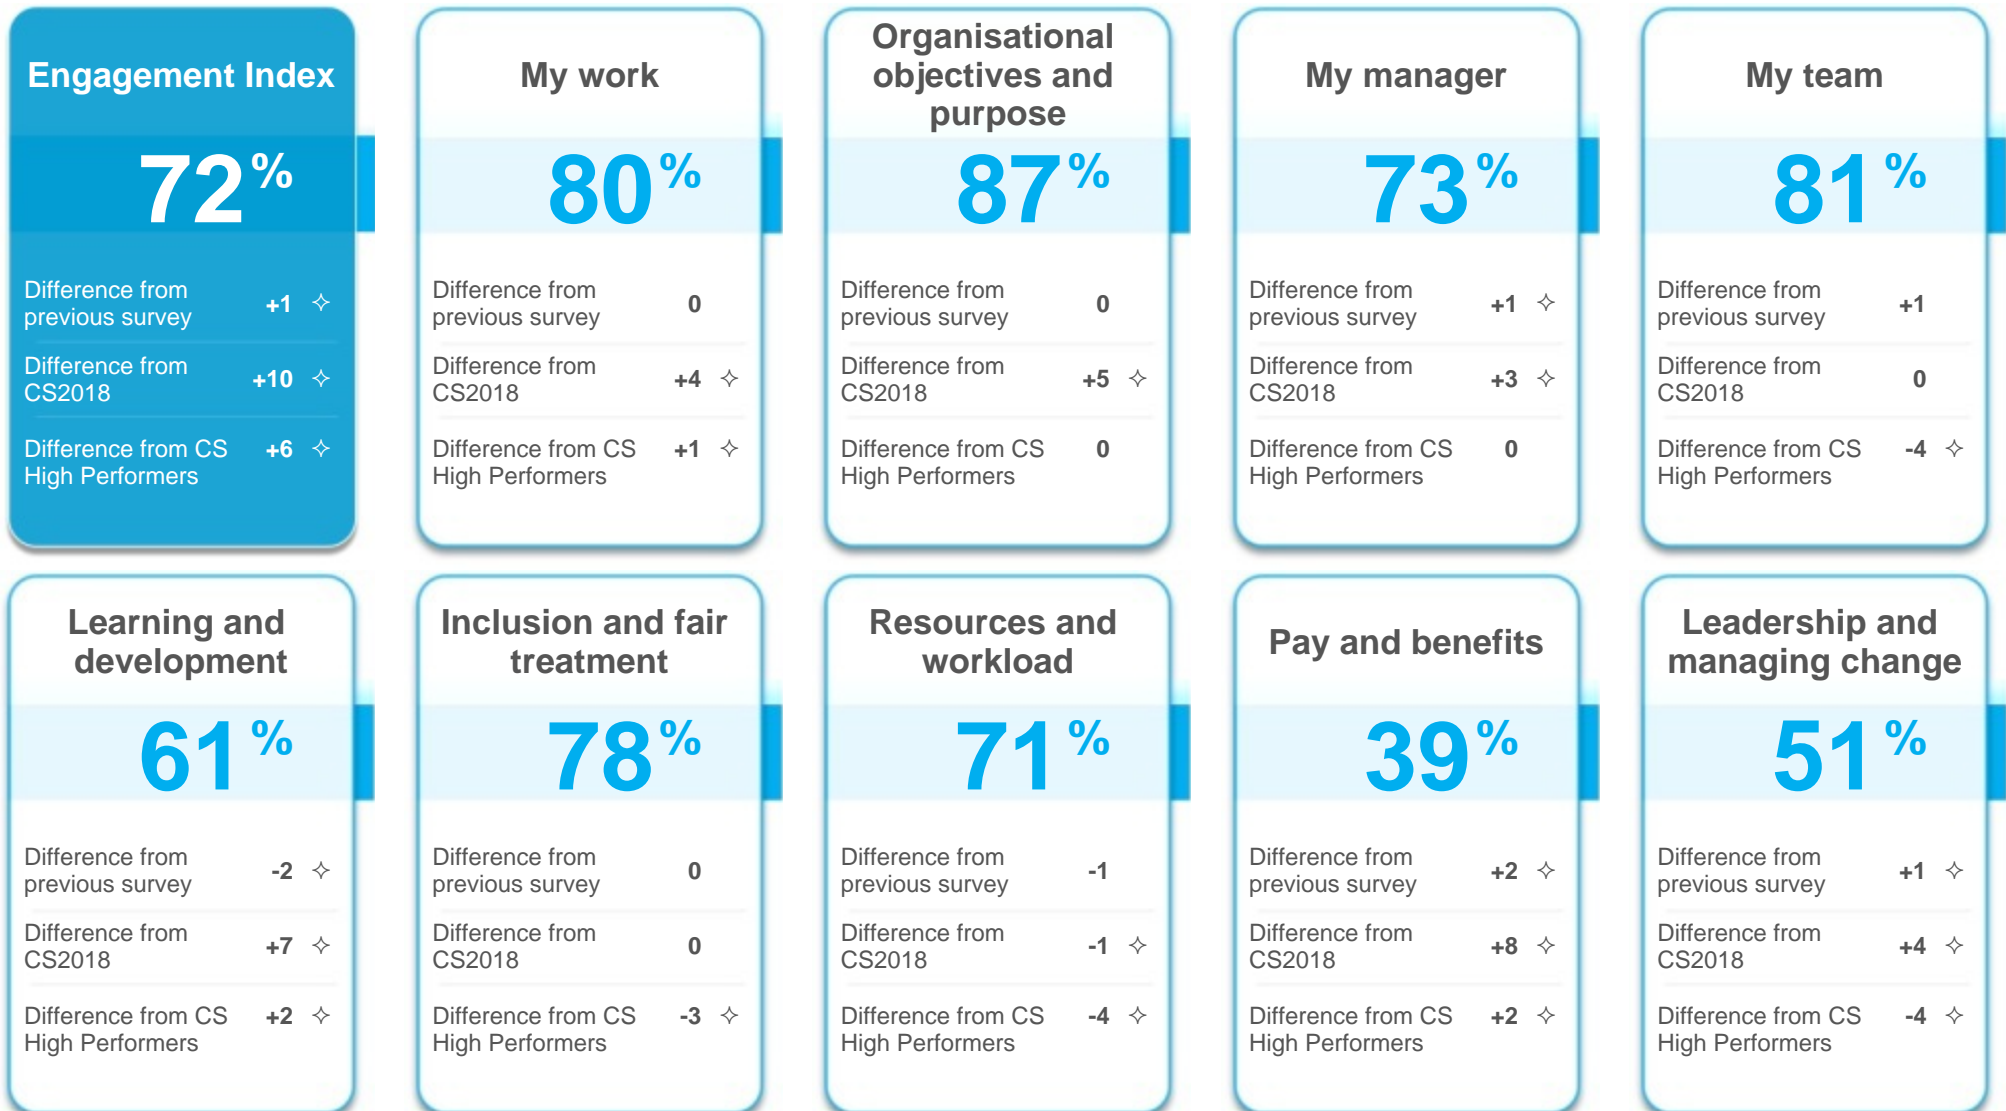 Engagement Index
72%
Difference from
previous survey
+1 ✧
Difference from
CS2018
+10 ✧
Difference from CS
High Performers
+6 ✧
My work
80%
Difference from
previous survey
0
Difference from
CS2018
+4 ✧
Difference from CS
High Performers
+1 ✧
Organisational
objectives and
purpose
87%
Difference from
previous survey
0
Difference from
CS2018
+5 ✧
Difference from CS
High Performers
0
My manager
73%
Difference from
previous survey
+1 ✧
Difference from
CS2018
+3 ✧
Difference from CS
High Performers
0
My team
81%
Difference from
previous survey
+1
Difference from
CS2018
0
Difference from CS
High Performers
-4 ✧
Learning and
development
61%
Difference from
previous survey
-2 ✧
Difference from
CS2018
+7 ✧
Difference from CS
High Performers
+2 ✧
Inclusion and fair
treatment
78%
Difference from
previous survey
0
Difference from
CS2018
0
Difference from CS
High Performers
-3 ✧
Resources and
workload
71%
Difference from
previous survey
-1
Difference from
CS2018
-1 ✧
Difference from CS
High Performers
-4 ✧
Pay and benefits
39%
Difference from
previous survey
+2 ✧
Difference from
CS2018
+8 ✧
Difference from CS
High Performers
+2 ✧
Leadership and
managing change
51%
Difference from
previous survey
+1 ✧
Difference from
CS2018
+4 ✧
Difference from CS
High Performers
-4 ✧